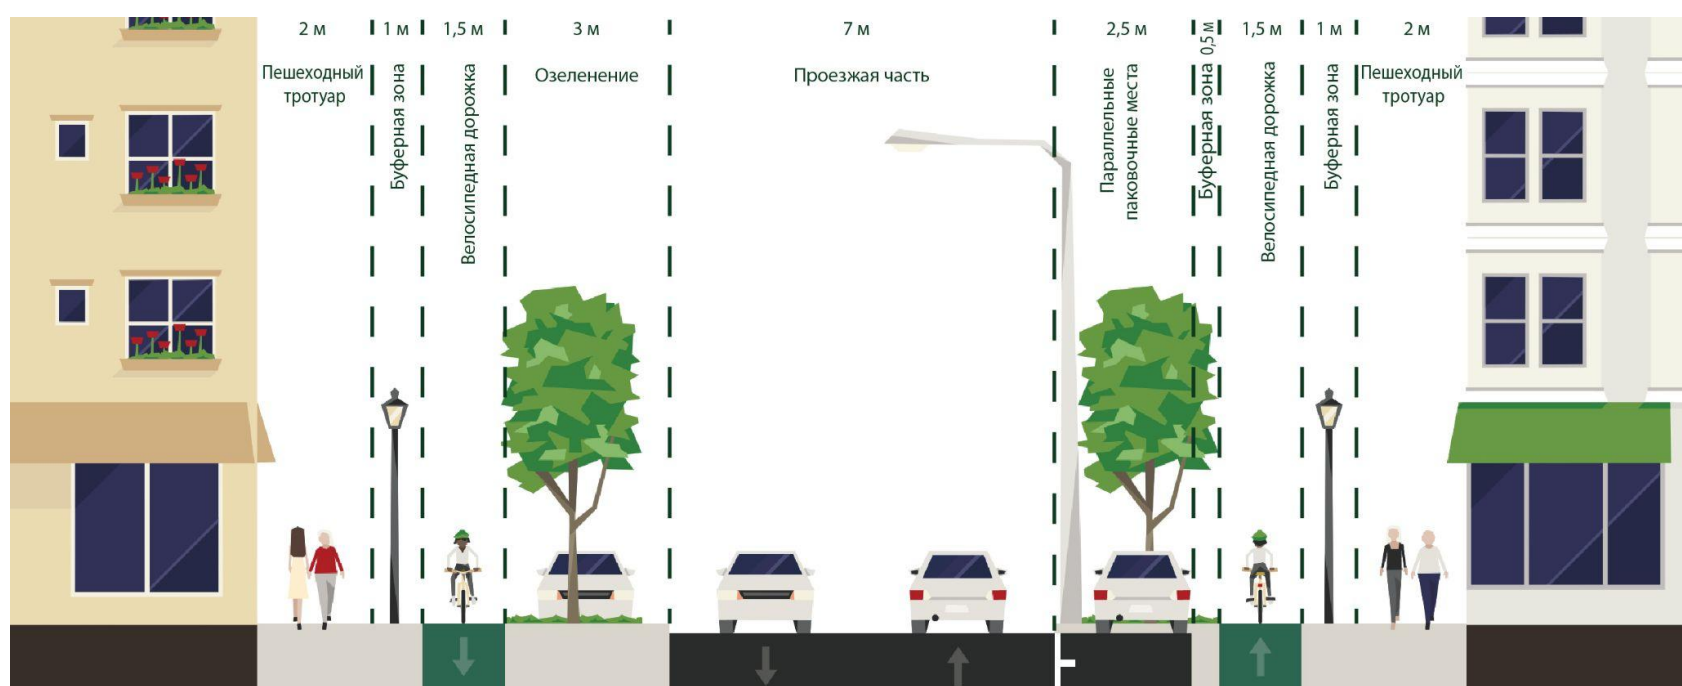 2 м
Пешеходный
тротуар
1 м
Буферная зона
1,5 м
Велосипедная дорожка
3 м
Озеленение
7 м
Проезжая часть
2,5 м
Параллельные
паковочные места
Буферная зона 0,5 м
1,5 м
Велосипедная дорожка
1 м
Буферная зона
2 м
Пешеходный
тротуар